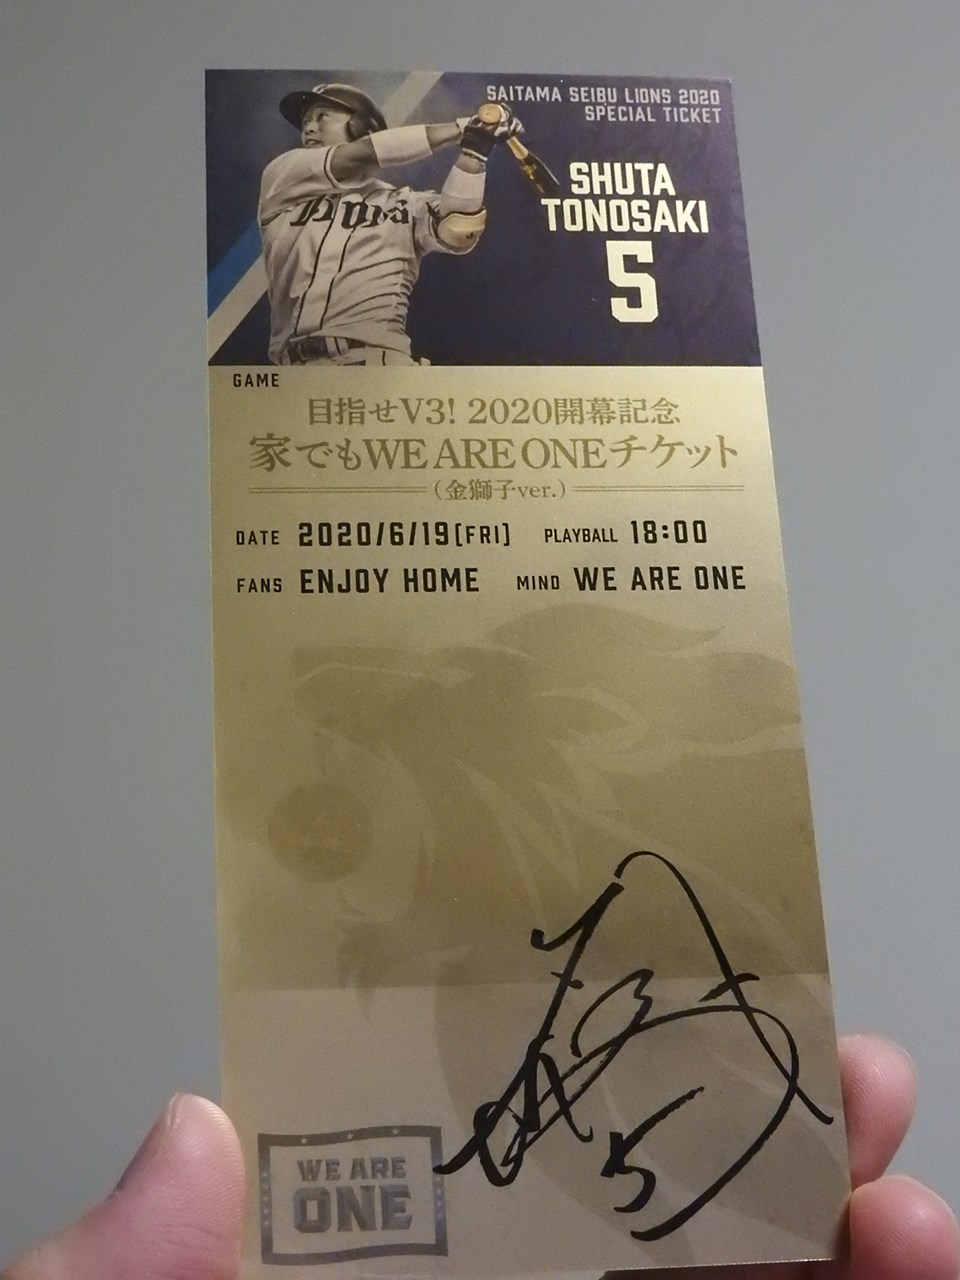 SAITAMA SEIBU LIONS 2020
SPECIAL TICKET
SHUTA
TONOSAKI
5
Lions
GAME
目指せV3! 2020開幕記念
家でもWE ARE ONEチケット
（金獅子ver.）
DATE 2020/6/19[FRI] PLAYBALL 18:00
FANS ENJOY HOME MIND WE ARE ONE
5
WE ARE
ONE